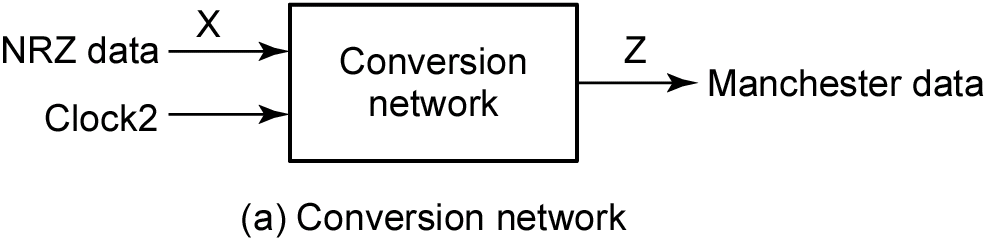 NRZ data
X
Clock2
Conversion
network
Z
Manchester data
(a) Conversion network